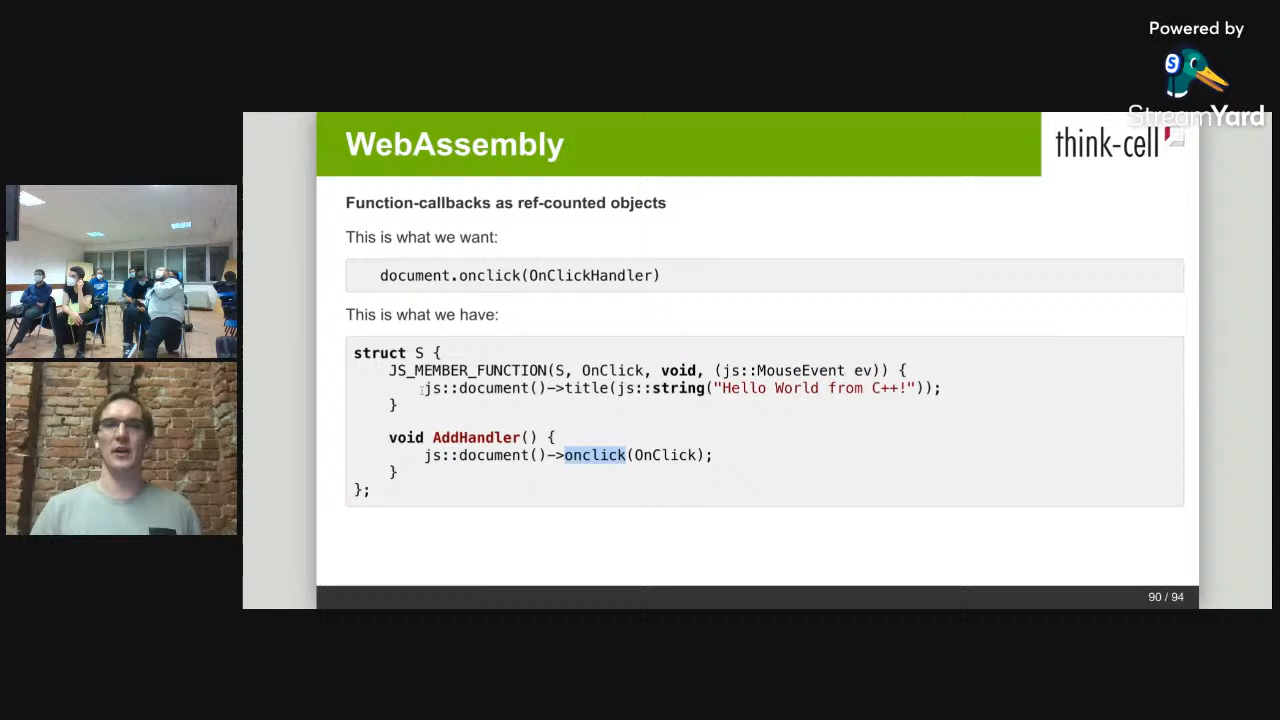 Powered by
StreamYard
WebAssembly
think-cell
Function-callbacks as ref-counted objects
This is what we want:
document.onclick(OnClickHandler)
This is what we have:
struct S {
JS_MEMBER_FUNCTION(S, OnClick, void, (js::MouseEvent ev)) {
js::document()->title(js::string("Hello World from C++!"));
}
void AddHandler() {
js::document()->onclick(OnClick);
}
};
90 / 94